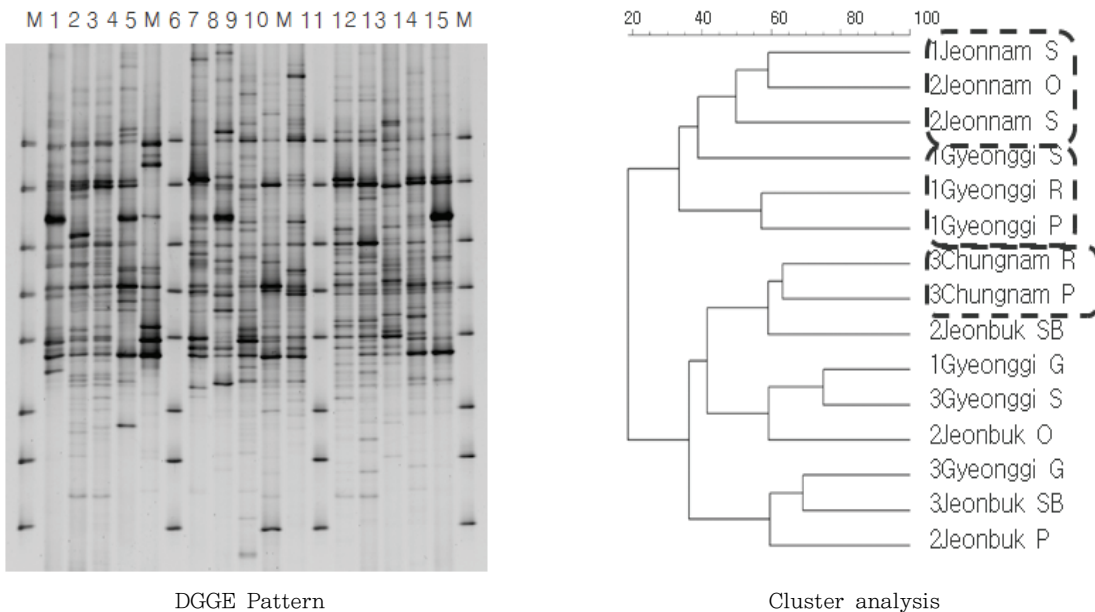 M 1 2 3 4 5 M 6 7 8 9 10 M 11 12 13 14 15 M
20 40 60 80 100
1Jeonnam S
2Jeonnam O
2Jeonnam S
1Gyeonggi S
1Gyeonggi R
1Gyeonggi P
3Chungnam R
3Chungnam P
2Jeonbuk SB
1Gyeonggi G
3Gyeonggi S
2Jeonbuk O
3Gyeonggi G
3Jeonbuk SB
2Jeonbuk P
DGGE Pattern
Cluster analysis